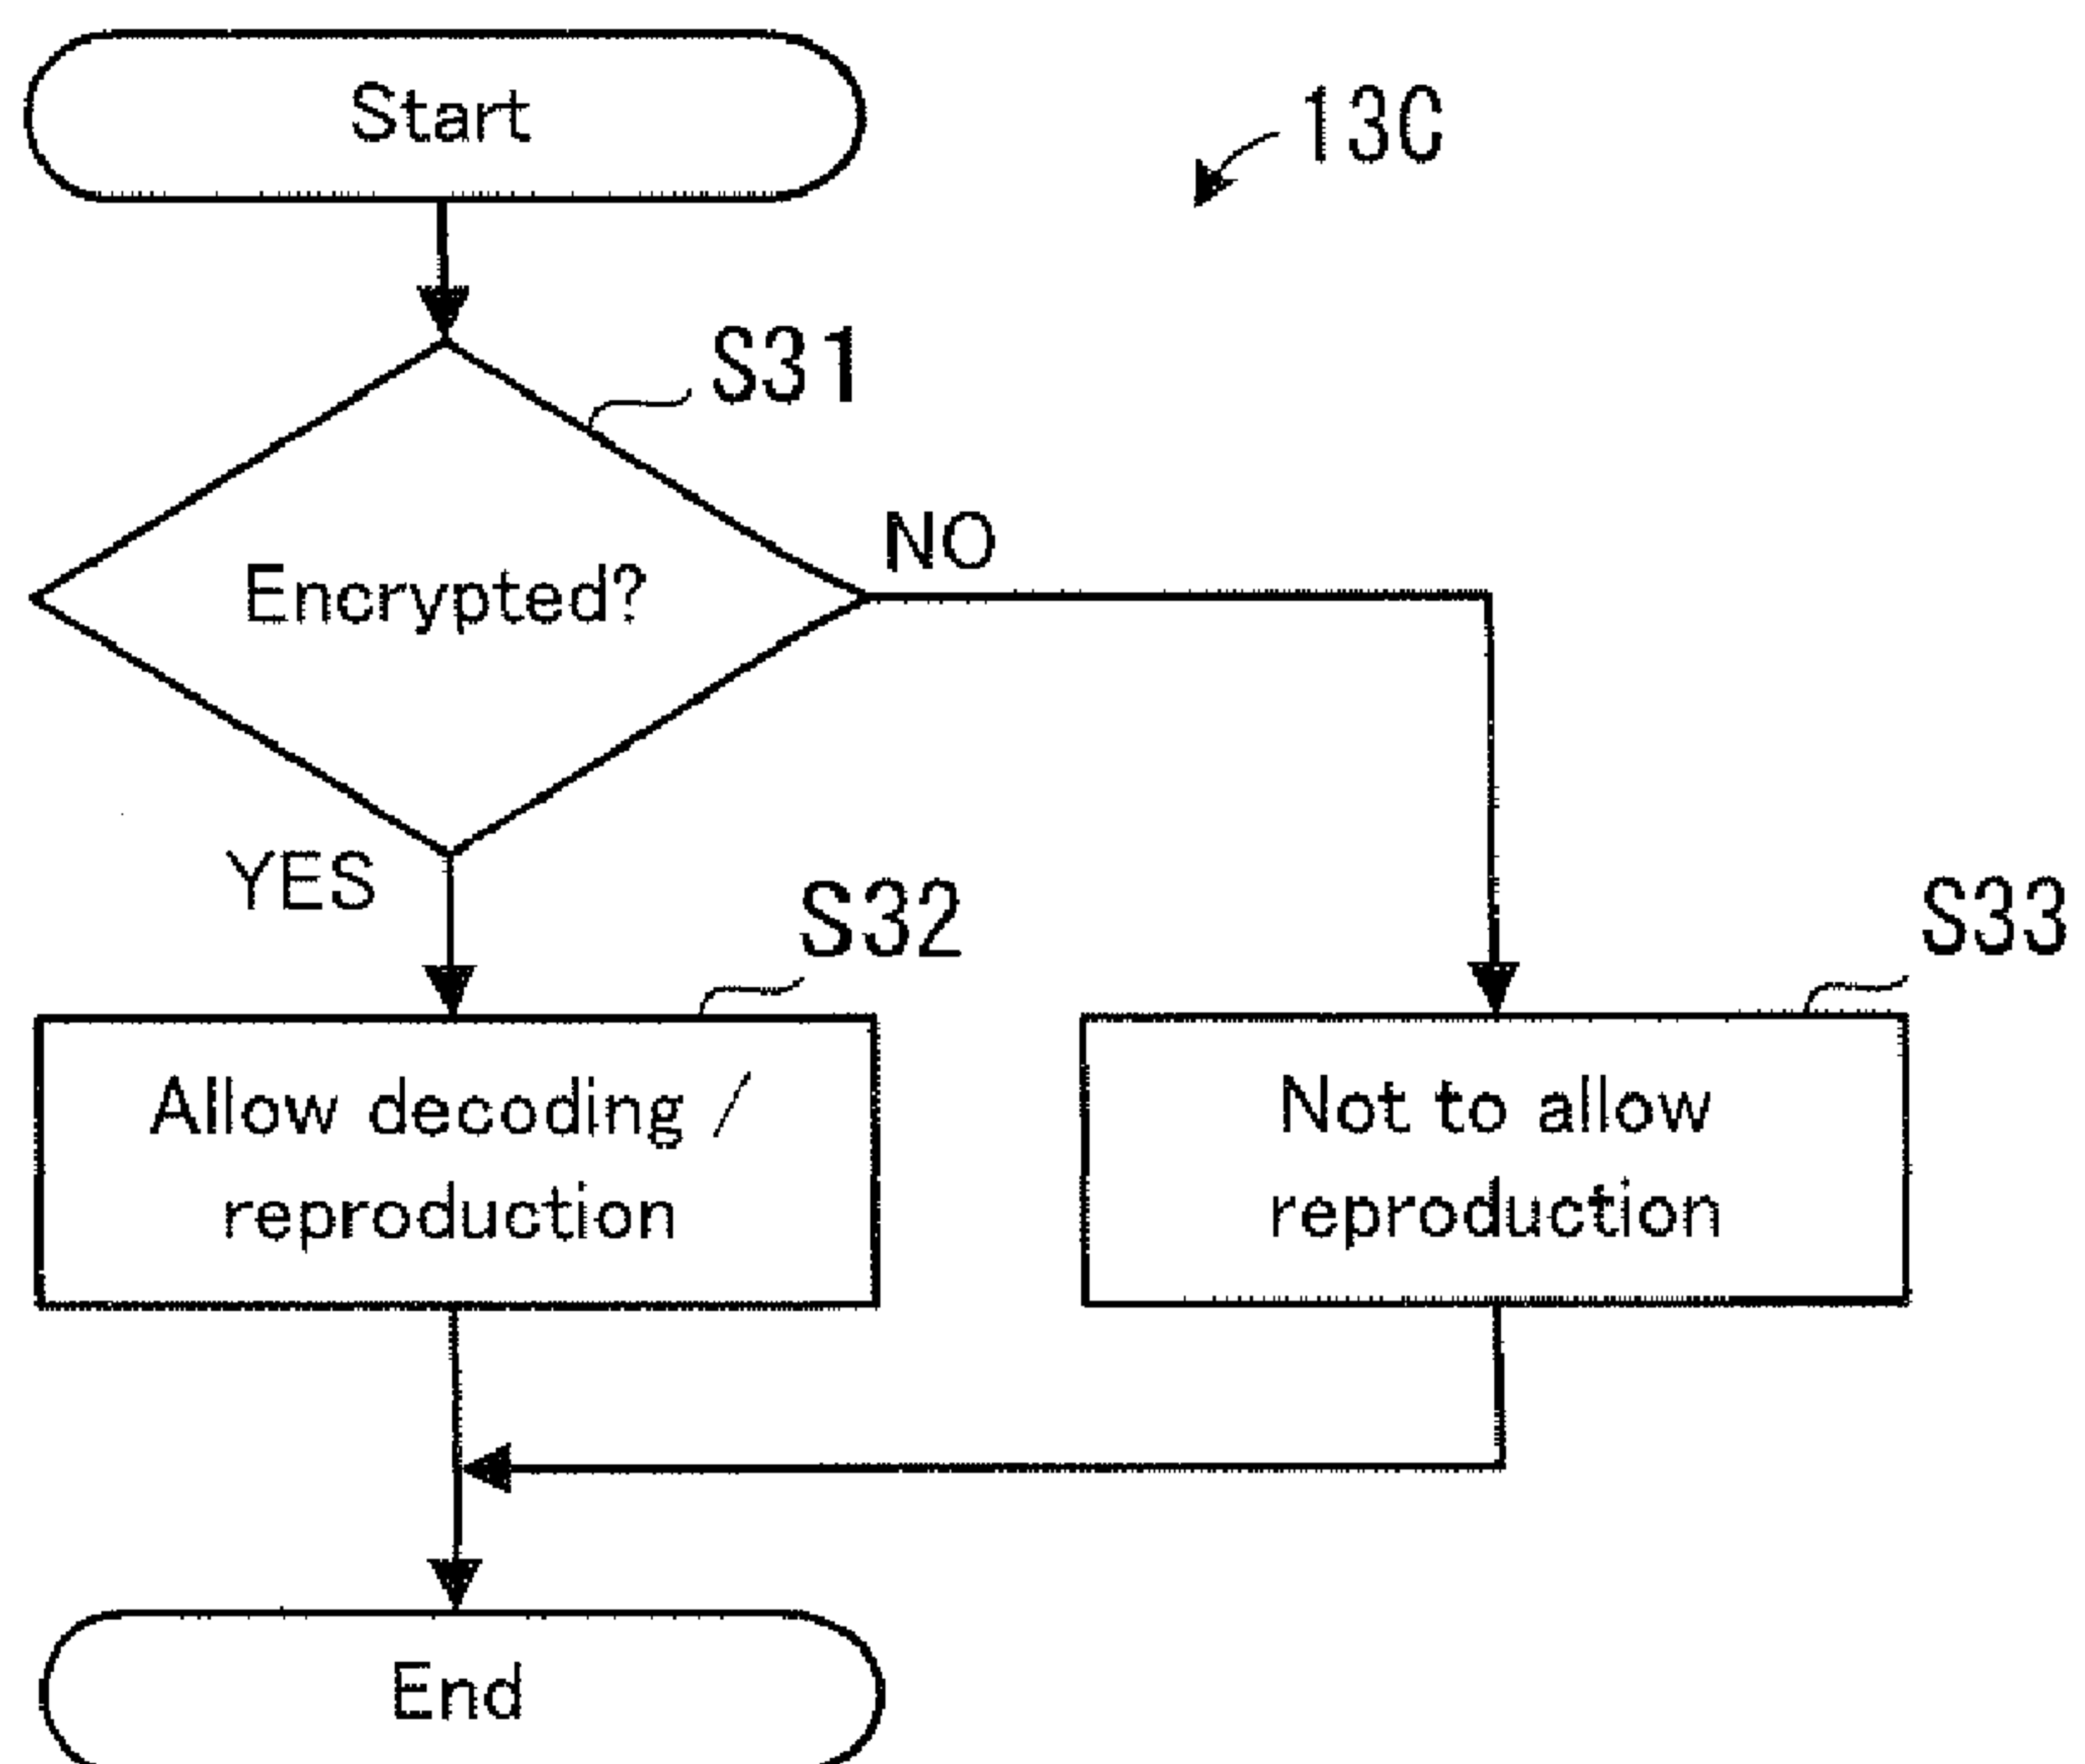 Start
13C
S31
NO
Encrypted?
YES
S32
S33
Allow decoding /
reproduction
Not to allow
reproduction
End